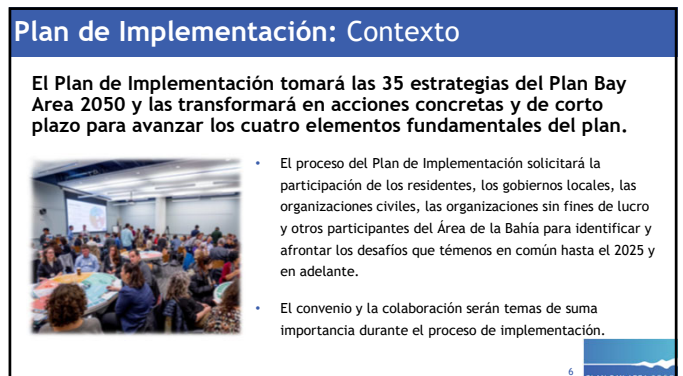 Plan de Implementación: Contexto
El Plan de Implementación tomará las 35 estrategias del Plan Bay
Area 2050 y las transformará en acciones concretas y de corto
plazo para avanzar los cuatro elementos fundamentales del plan.
• El proceso del Plan de Implementación solicitará la
participación de los residentes, los gobiernos locales, las
organizaciones civiles, las organizaciones sin fines de lucro
y otros participantes del Área de la Bahía para identificar y
afrontar los desafíos que témenos en común hasta el 2025 y
en adelante.
• El convenio y la colaboración serán temas de suma
importancia durante el proceso de implementación.
6